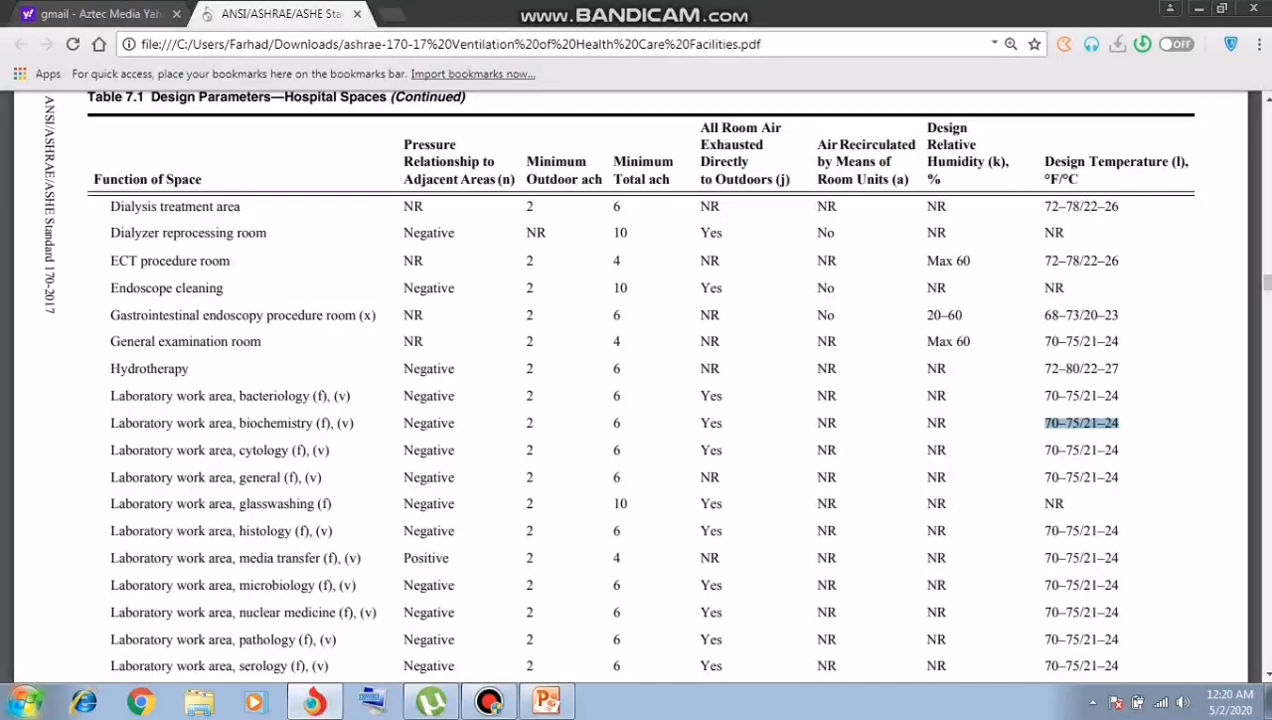 gmail - Aztec Media Yah
ANSI/ASHRAE/ASHE Sta
www.BANDICAM.com
file:///C:/Users/Farhad/Downloads/ashrae-170-17%20Ventilation%20of%20Health%20Care%20Facilities.pdf
OFF
Apps For quick access, place your bookmarks here on the bookmarks bar. Import bookmarks now...
ANSI/ASHRAE/ASHE Standard 170-2017
Table 7.1 Design Parameters—Hospital Spaces (Continued)
Function of Space Pressure Relationship to Adjacent Areas (n) Minimum Outdoor ach Minimum Total ach All Room Air Exhausted Directly to Outdoors (j) Air Recirculated by Means of Room Units (a) Design Relative Humidity (k), % Design Temperature (l), °F/°C
Dialysis treatment area NR 2 6 NR NR NR 72–78/22–26
Dialyzer reprocessing room Negative NR 10 Yes No NR NR
ECT procedure room NR 2 4 NR NR Max 60 72–78/22–26
Endoscope cleaning Negative 2 10 Yes No NR NR
Gastrointestinal endoscopy procedure room (x) NR 2 6 NR No 20–60 68–73/20–23
General examination room NR 2 4 NR NR Max 60 70–75/21–24
Hydrotherapy Negative 2 6 NR NR NR 72–80/22–27
Laboratory work area, bacteriology (f), (v) Negative 2 6 Yes NR NR 70–75/21–24
Laboratory work area, biochemistry (f), (v) Negative 2 6 Yes NR NR 70–75/21–24
Laboratory work area, cytology (f), (v) Negative 2 6 Yes NR NR 70–75/21–24
Laboratory work area, general (f), (v) Negative 2 6 NR NR NR 70–75/21–24
Laboratory work area, glasswashing (f) Negative 2 10 Yes NR NR NR
Laboratory work area, histology (f), (v) Negative 2 6 Yes NR NR 70–75/21–24
Laboratory work area, media transfer (f), (v) Positive 2 4 NR NR NR 70–75/21–24
Laboratory work area, microbiology (f), (v) Negative 2 6 Yes NR NR 70–75/21–24
Laboratory work area, nuclear medicine (f), (v) Negative 2 6 Yes NR NR 70–75/21–24
Laboratory work area, pathology (f), (v) Negative 2 6 Yes NR NR 70–75/21–24
Laboratory work area, serology (f), (v) Negative 2 6 Yes NR NR 70–75/21–24
12:20 AM
5/2/2020